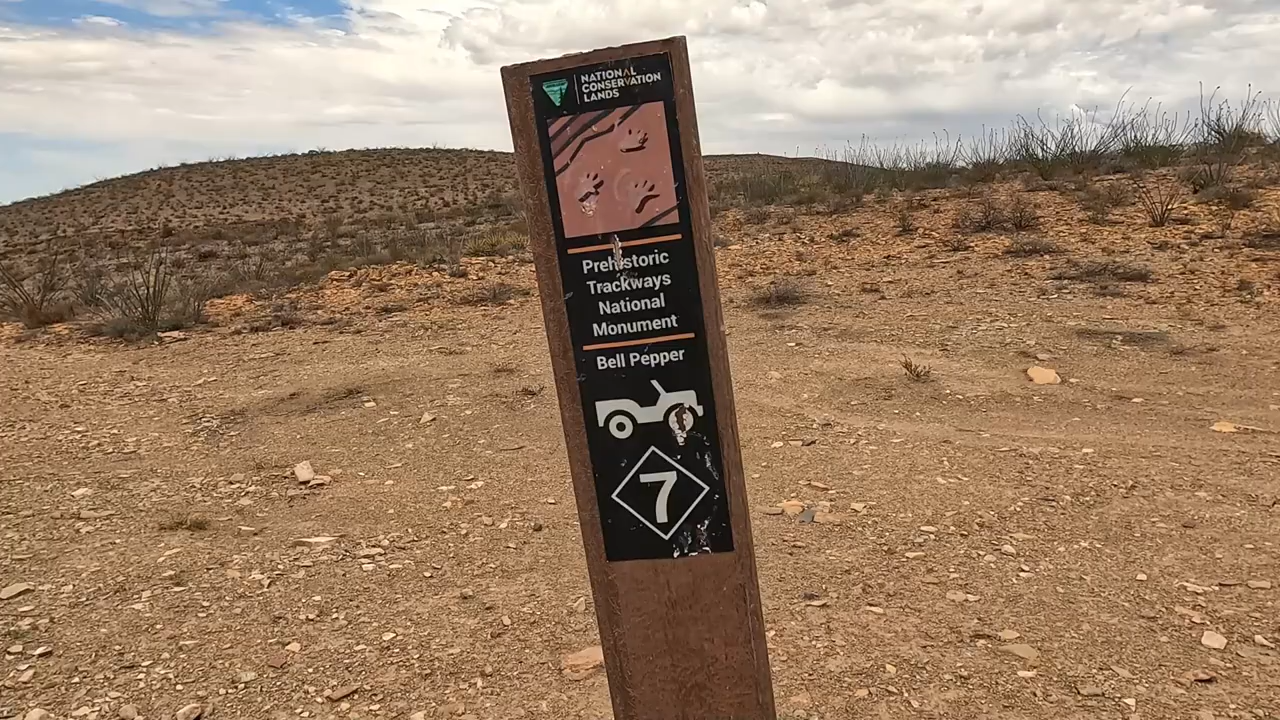 NATIONAL
CONSERVATION
LANDS
Prehistoric
Trackways
National
Monument
Bell Pepper
7